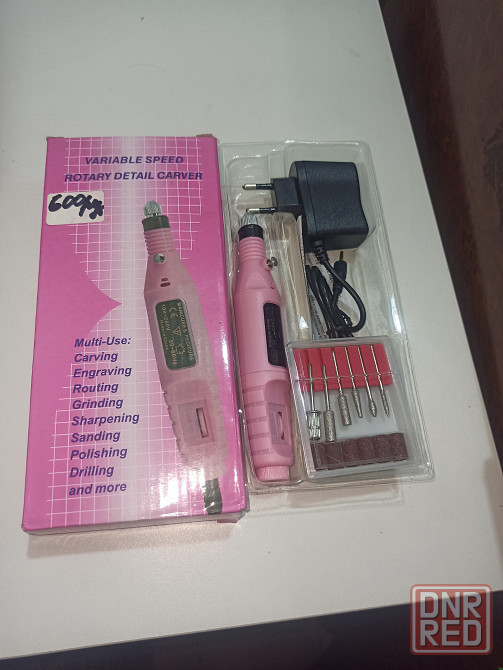 VARIABLE SPEED
ROTARY DETAIL CARVER
Multi-Use:
Carving
Engraving
Routing
Grinding
Sharpening
Sanding
Polishing
Drilling
and more
DNR
RED